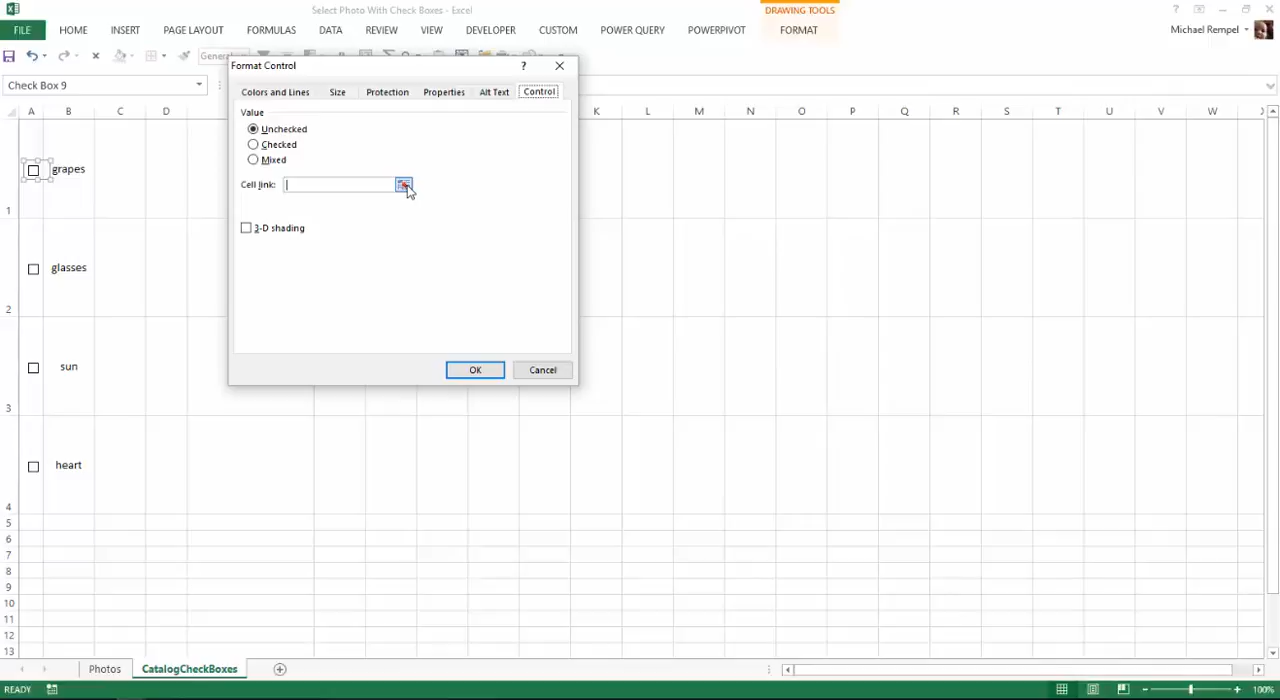 Select Photo With Check Boxes - Excel
DRAWING TOOLS
FILE HOME INSERT PAGE LAYOUT FORMULAS DATA REVIEW VIEW DEVELOPER CUSTOM POWER QUERY POWERPIVOT FORMAT Michael Rempel
Check Box 9
Format Control
Colors and Lines Size Protection Properties Alt Text Control
Value
Unchecked
Checked
Mixed
Cell link:
3-D shading
OK Cancel
A B C D K L M N O P Q R S T U V W
grapes
1
glasses
2
sun
3
heart
4
5
6
7
8
9
10
11
12
13
Photos CatalogCheckBoxes
READY 100%